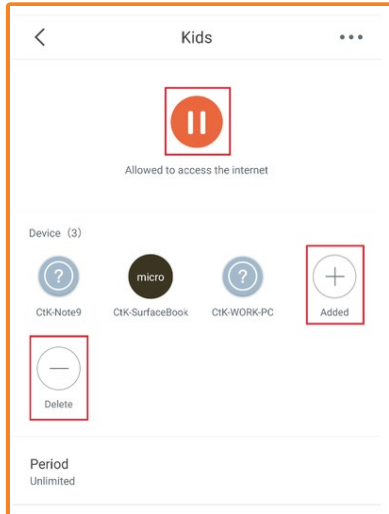 Kids
Allowed to access the internet
Device (3)
?
micro
?
CtK-Note9
CtK-SurfaceBook
CtK-WORK-PC
Added
Delete
Period
Unlimited